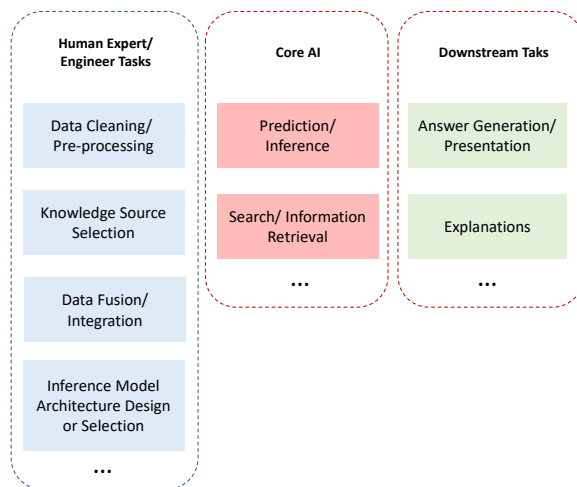 Human Expert/
Engineer Tasks
Data Cleaning/
Pre-processing
Knowledge Source
Selection
Data Fusion/
Integration
Inference Model
Architecture Design
or Selection
...
Core AI
Prediction/
Inference
Search/ Information
Retrieval
...
Downstream Taks
Answer Generation/
Presentation
Explanations
...